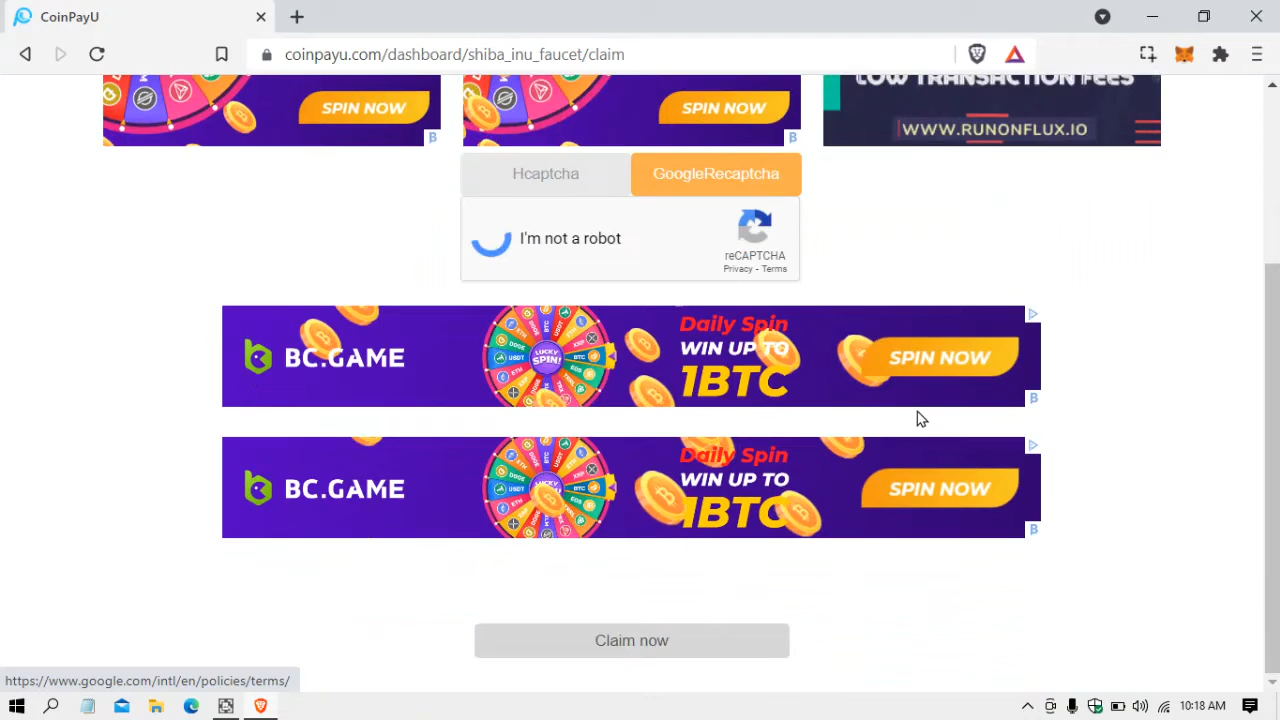 CoinPayU
coinpayu.com/dashboard/shiba_inu_faucet/claim
SPIN NOW
SPIN NOW
LOW TRANSACTION FEES
WWW.RUNONFLUX.IO
Hcaptcha
GoogleRecaptcha
I'm not a robot
reCAPTCHA
Privacy - Terms
BC.GAME
LUCKY SPIN!
Daily Spin
WIN UP TO
1BTC
SPIN NOW
BC.GAME
Daily Spin
WIN UP TO
1BTC
SPIN NOW
Claim now
https://www.google.com/intl/en/policies/terms/
10:18 AM